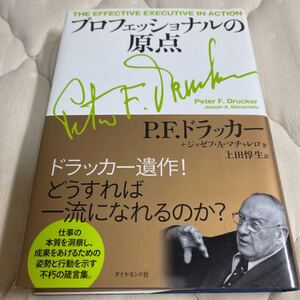 THE EFFECTIVE EXECUTIVE IN ACTION
プロフェッショナルの
原点
Peter F. Drucker
Peter F. Drucker
Joseph A. Maciariello
P.F.ドラッカー
+ジョゼフ・A・マチャレロ 著
上田惇生 訳
ドラッカー遺作!
どうすれば
一流になれるのか?
仕事の
本質を洞察し、
成果をあげるための
姿勢と行動を示す
不朽の箴言集。
ダイヤモンド社